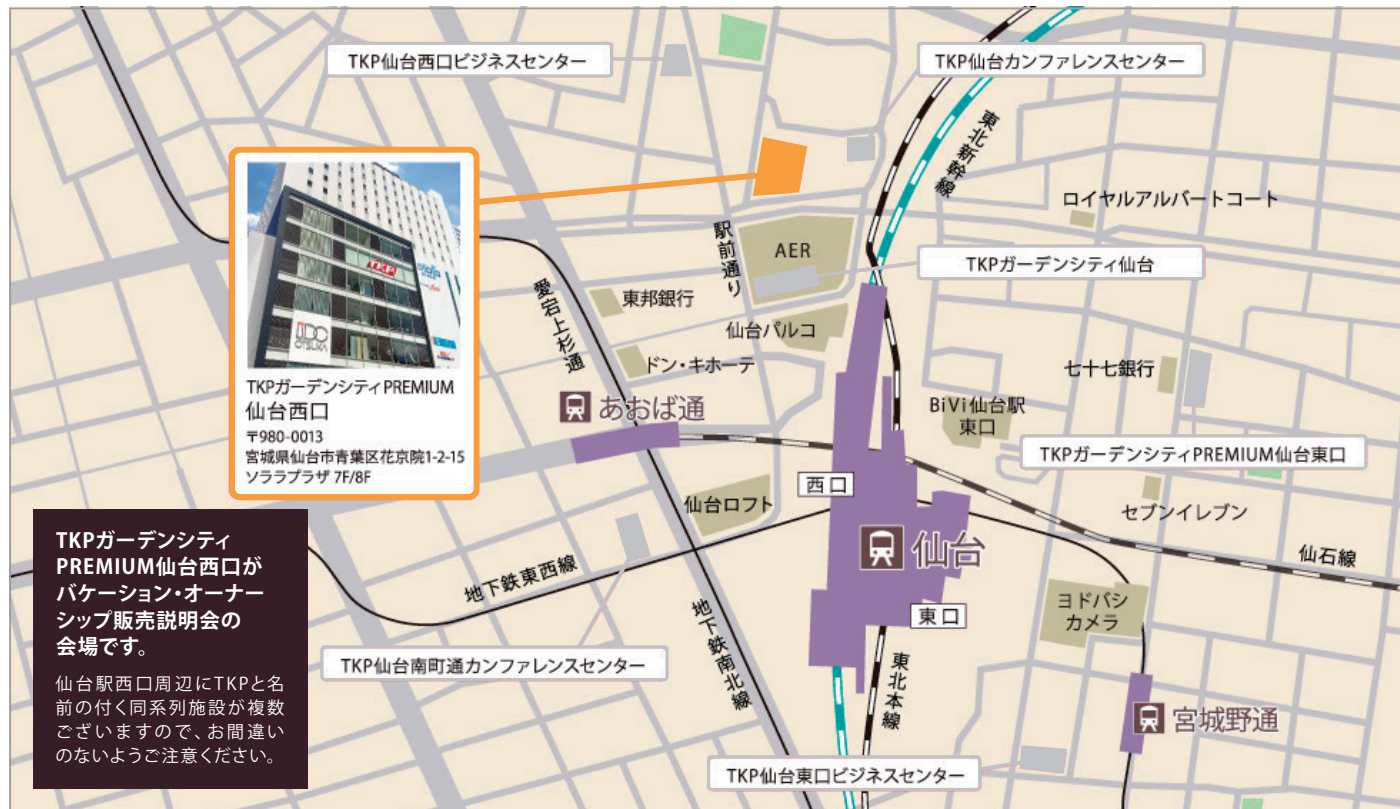 TKP仙台西口ビジネスセンター
TKP仙台カンファレンスセンター
東北新幹線
ロイヤルアルバートコート
駅前通り
AER
TKPガーデンシティ仙台
東邦銀行
愛宕上杉通
仙台パルコ
ドン・キホーテ
七十七銀行
あおば通
BiVi仙台駅
東口
TKPガーデンシティPREMIUM仙台東口
西口
仙台ロフト
セブンイレブン
仙台
仙石線
地下鉄東西線
ヨドバシ
カメラ
東口
地下鉄南北線
TKP仙台南町通カンファレンスセンター
東北本線
宮城野通
TKP仙台東口ビジネスセンター
TKP
IDC
OTSUKA
TKPガーデンシティPREMIUM
仙台西口
〒980-0013
宮城県仙台市青葉区花京院1-2-15
ソララプラザ 7F/8F
TKPガーデンシティ
PREMIUM仙台西口が
バケーション・オーナー
シップ販売説明会の
会場です。
仙台駅西口周辺にTKPと名
前の付く同系列施設が複数
ございますので、お間違い
のないようご注意ください。